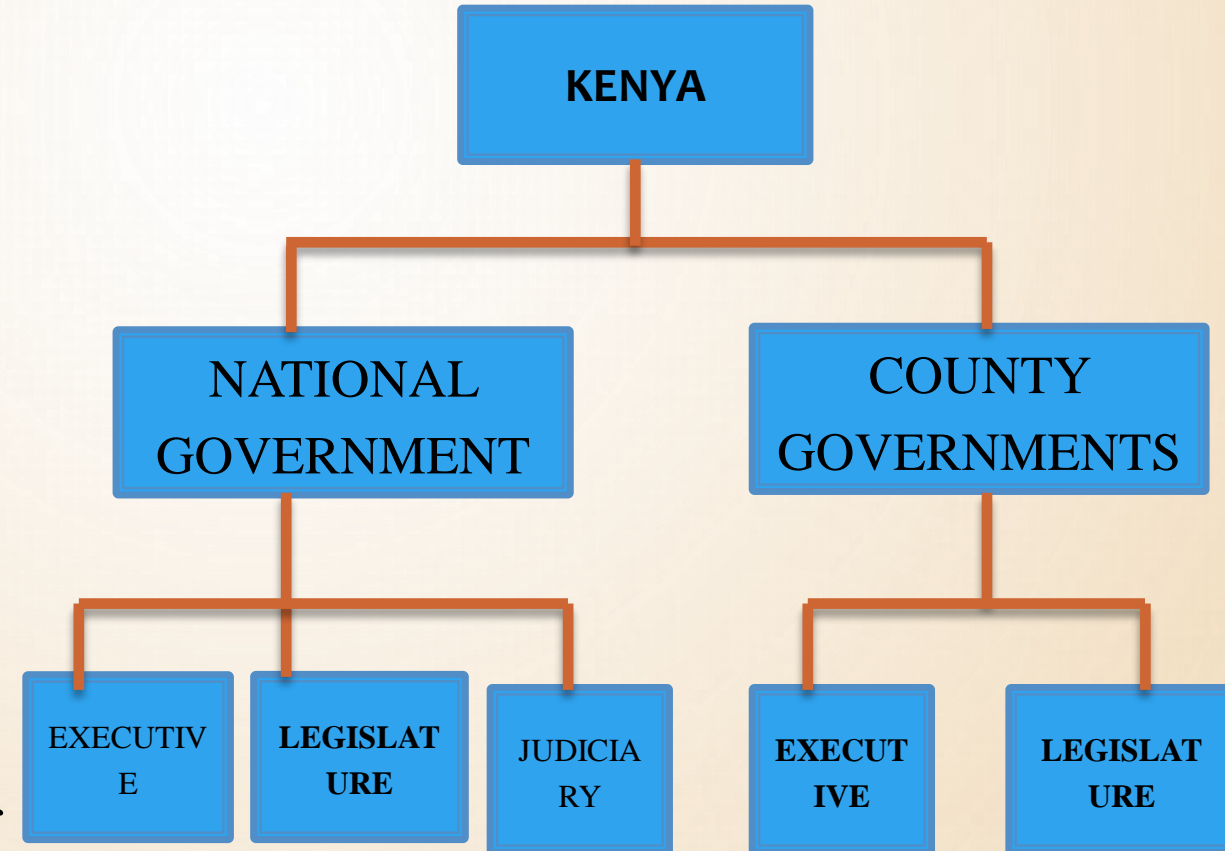 KENYA
NATIONAL
GOVERNMENT
COUNTY
GOVERNMENTS
EXECUTIV
E
LEGISLAT
URE
JUDICIA
RY
EXECUT
IVE
LEGISLAT
URE
.